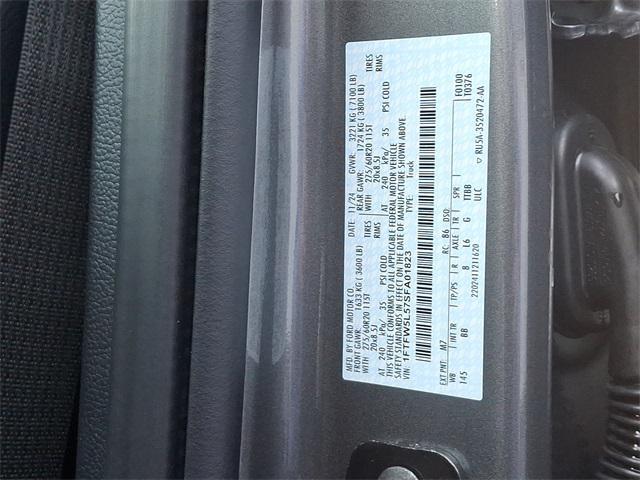 MFD. BY FORD MOTOR CO. DATE: 11/24 GVWR: 3221 KG ( 7100 LB)
FRONT GAWR: 1633 KG ( 3600 LB) REAR GAWR: 1724 KG ( 3800 LB)
WITH 275/60R20 115T TIRES WITH 275/60R20 115T TIRES
20x8.5J RIMS 20x8.5J RIMS
AT 240 kPa/ 35 PSI COLD AT 240 kPa/ 35 PSI COLD
THIS VEHICLE CONFORMS TO ALL APPLICABLE FEDERAL MOTOR VEHICLE
SAFETY STANDARDS IN EFFECT ON THE DATE OF MANUFACTURE SHOWN ABOVE.
VIN: 1FTFW5L57SFA01823 TYPE: Truck
F0100
T0376
EXT PNT: M7 RC: B6 DSO:
WB INT TR TP/PS R AXLE TR SPR
145 BB 8 L6 G TTBB
2202411211620 ULC
▽ RU5A-3520472-AA